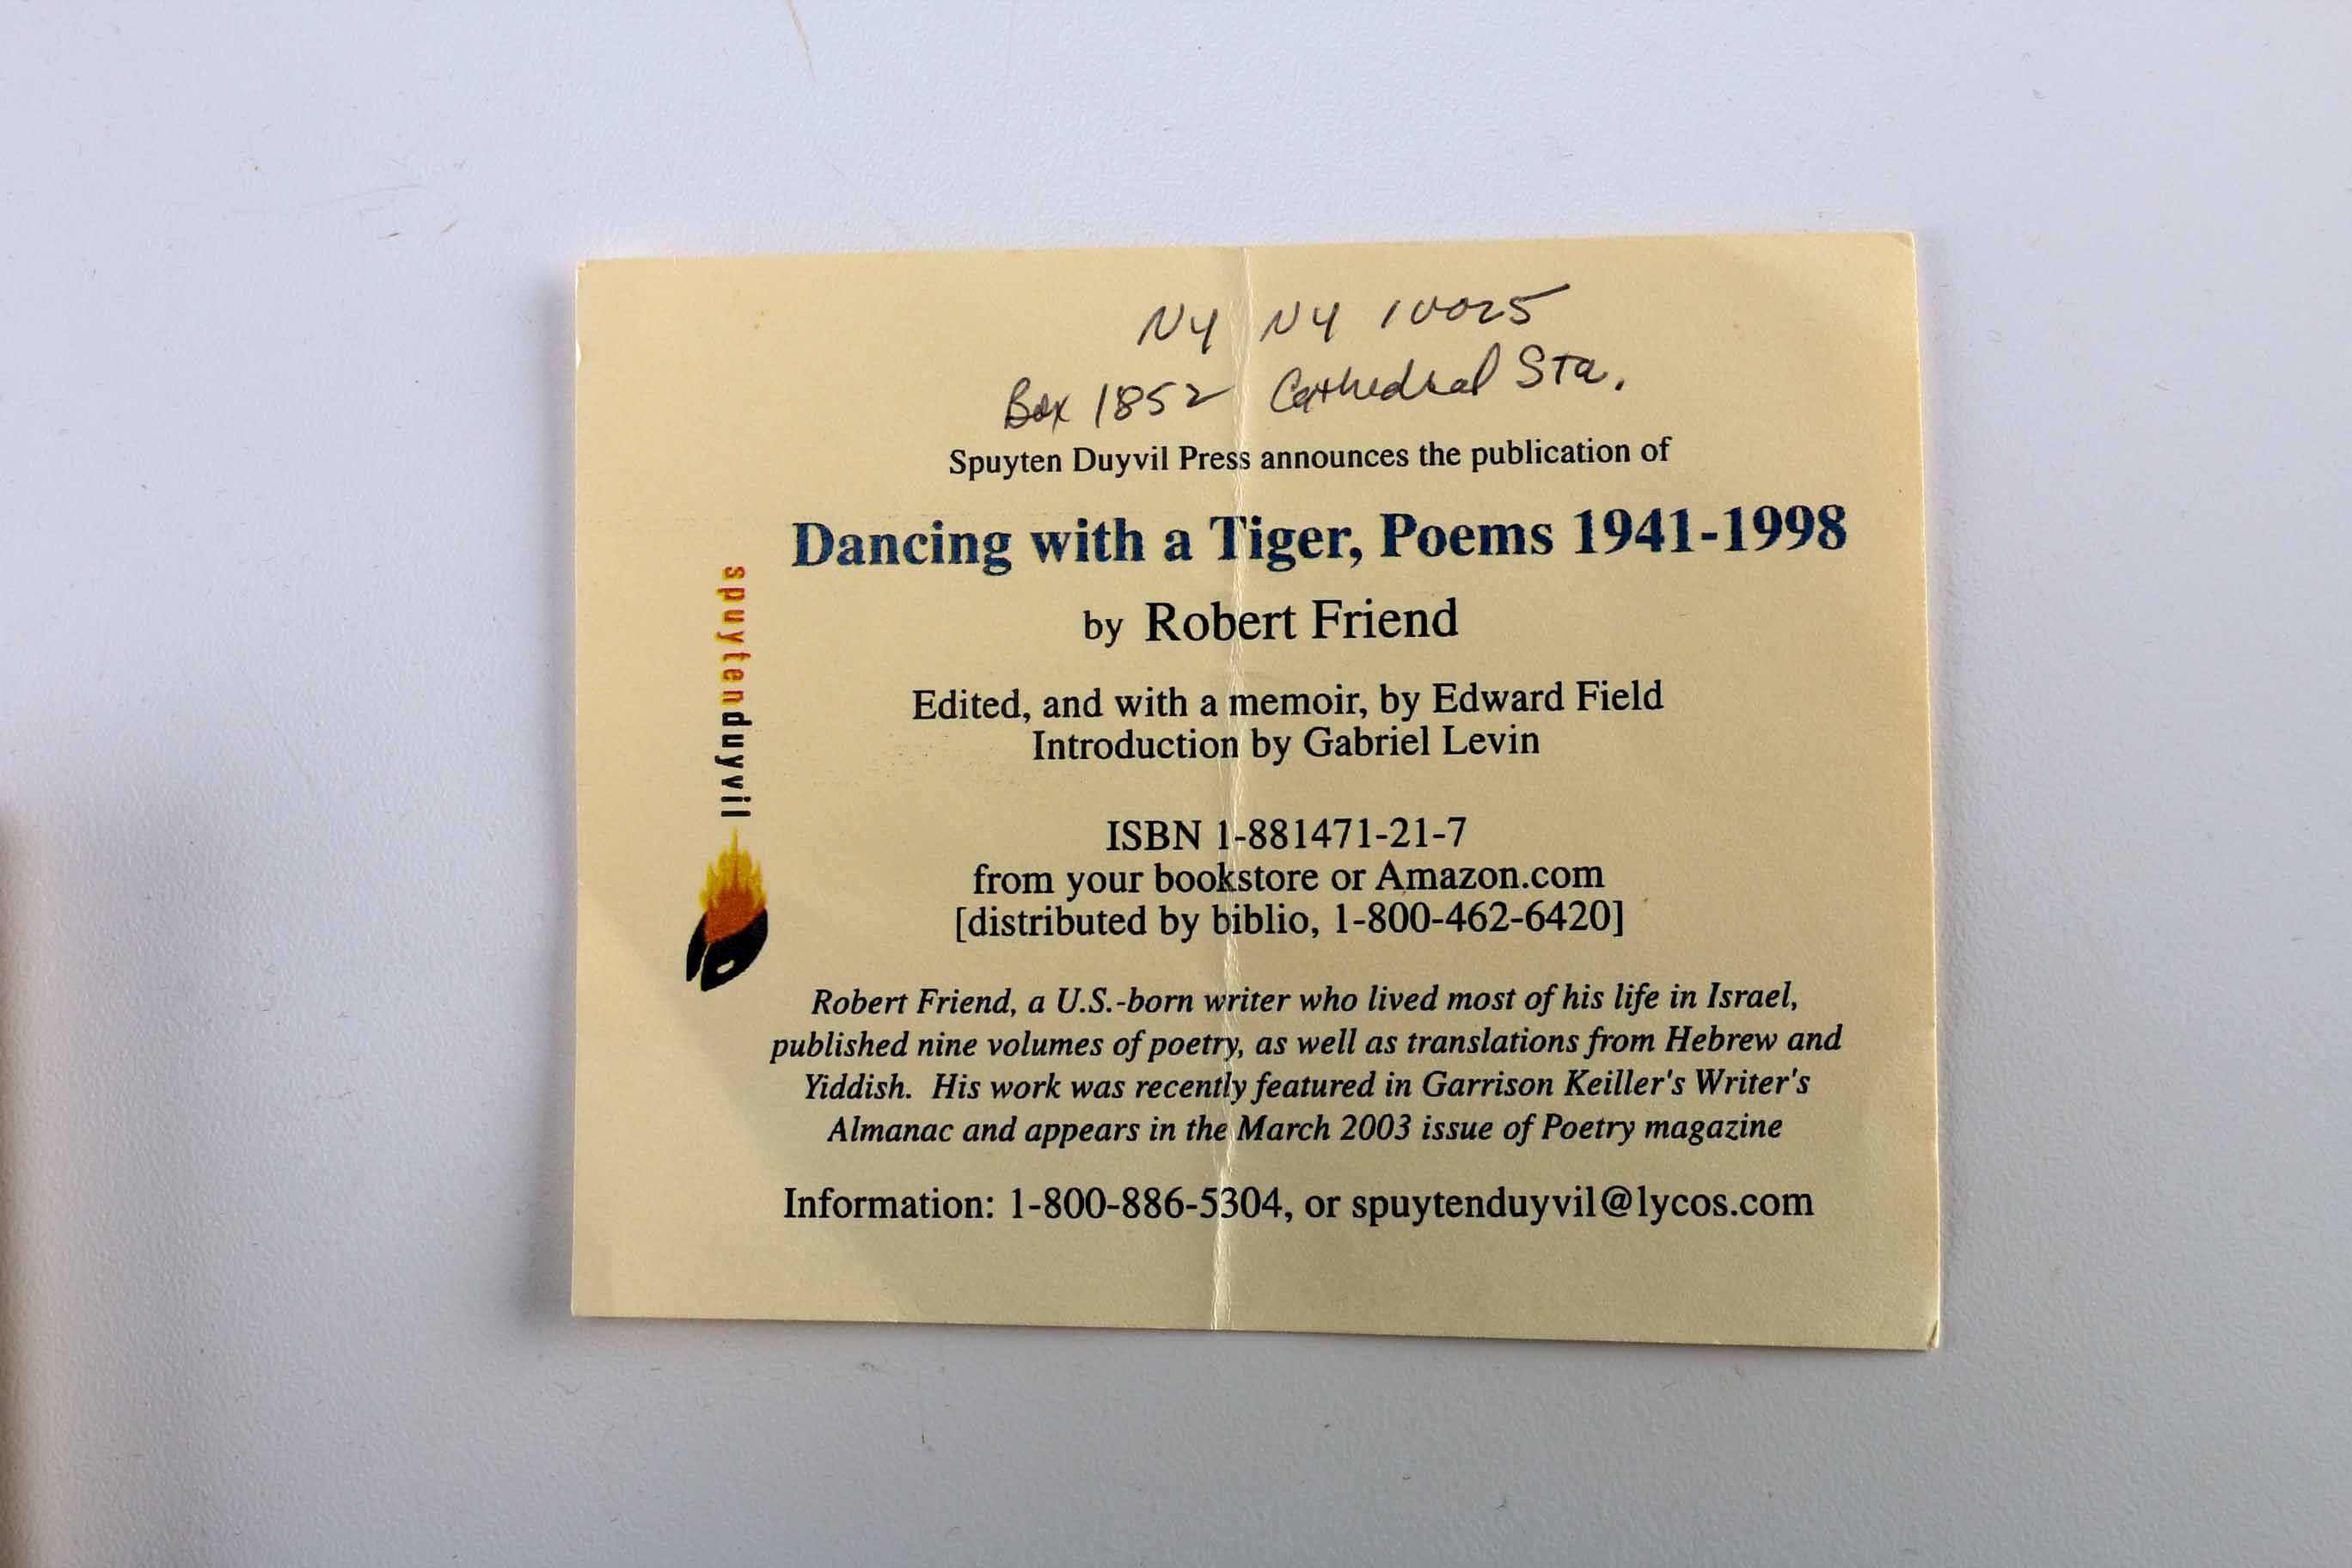 NY NY 10025
Box 1852 Cathedral Sta.
Spuyten Duyvil Press announces the publication of
Dancing with a Tiger, Poems 1941-1998
by Robert Friend
Edited, and with a memoir, by Edward Field
Introduction by Gabriel Levin
spuytenduyvil
ISBN 1-881471-21-7
from your bookstore or Amazon.com
[distributed by biblio, 1-800-462-6420]
Robert Friend, a U.S.-born writer who lived most of his life in Israel,
published nine volumes of poetry, as well as translations from Hebrew and
Yiddish. His work was recently featured in Garrison Keiller's Writer's
Almanac and appears in the March 2003 issue of Poetry magazine
Information: 1-800-886-5304, or spuytenduyvil@lycos.com